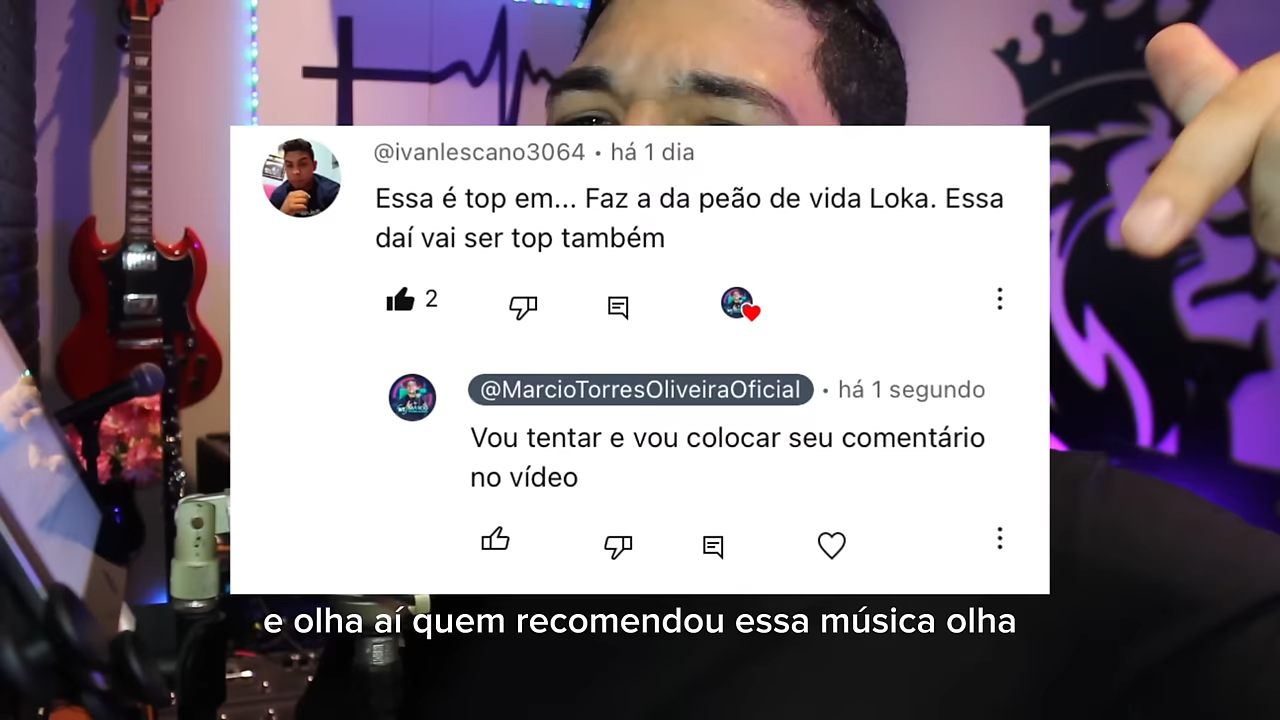 @ivanlescano3064 • há 1 dia
Essa é top em... Faz a da peão de vida Loka. Essa
daí vai ser top também
2
@MarcioTorresOliveiraOficial • há 1 segundo
Vou tentar e vou colocar seu comentário
no vídeo
e olha aí quem recomendou essa música olha